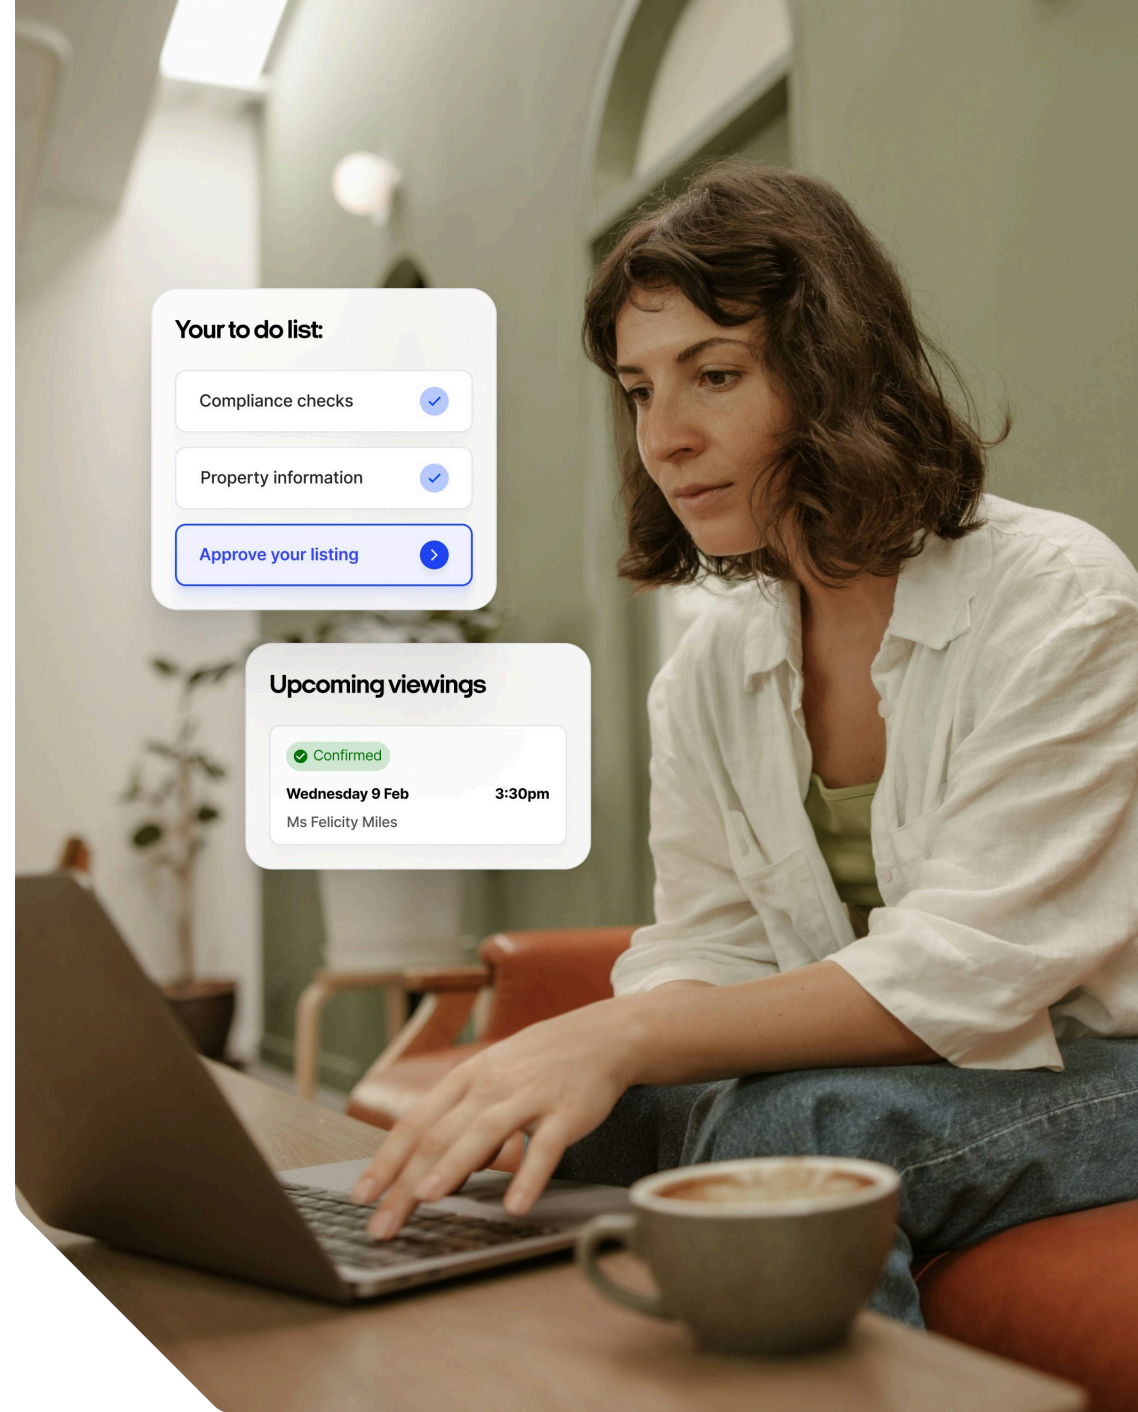 Your to do list:
Compliance checks
Property information
Approve your listing
Upcoming viewings
Confirmed
Wednesday 9 Feb 3:30pm
Ms Felicity Miles